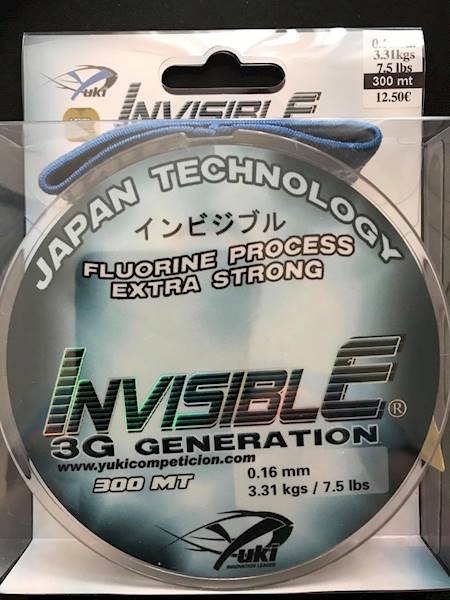 Yuki
3.31kgs
7.5 lbs
300 mt
12.50€
INVISIBLE
JAPAN TECHNOLOGY
インビジブル
FLUORINE PROCESS
EXTRA STRONG
INVISIBLE®
3G GENERATION
www.yukicompeticion.com
300 MT
0.16 mm
3.31 kgs / 7.5 lbs
Yuki
INNOVATION LEADER